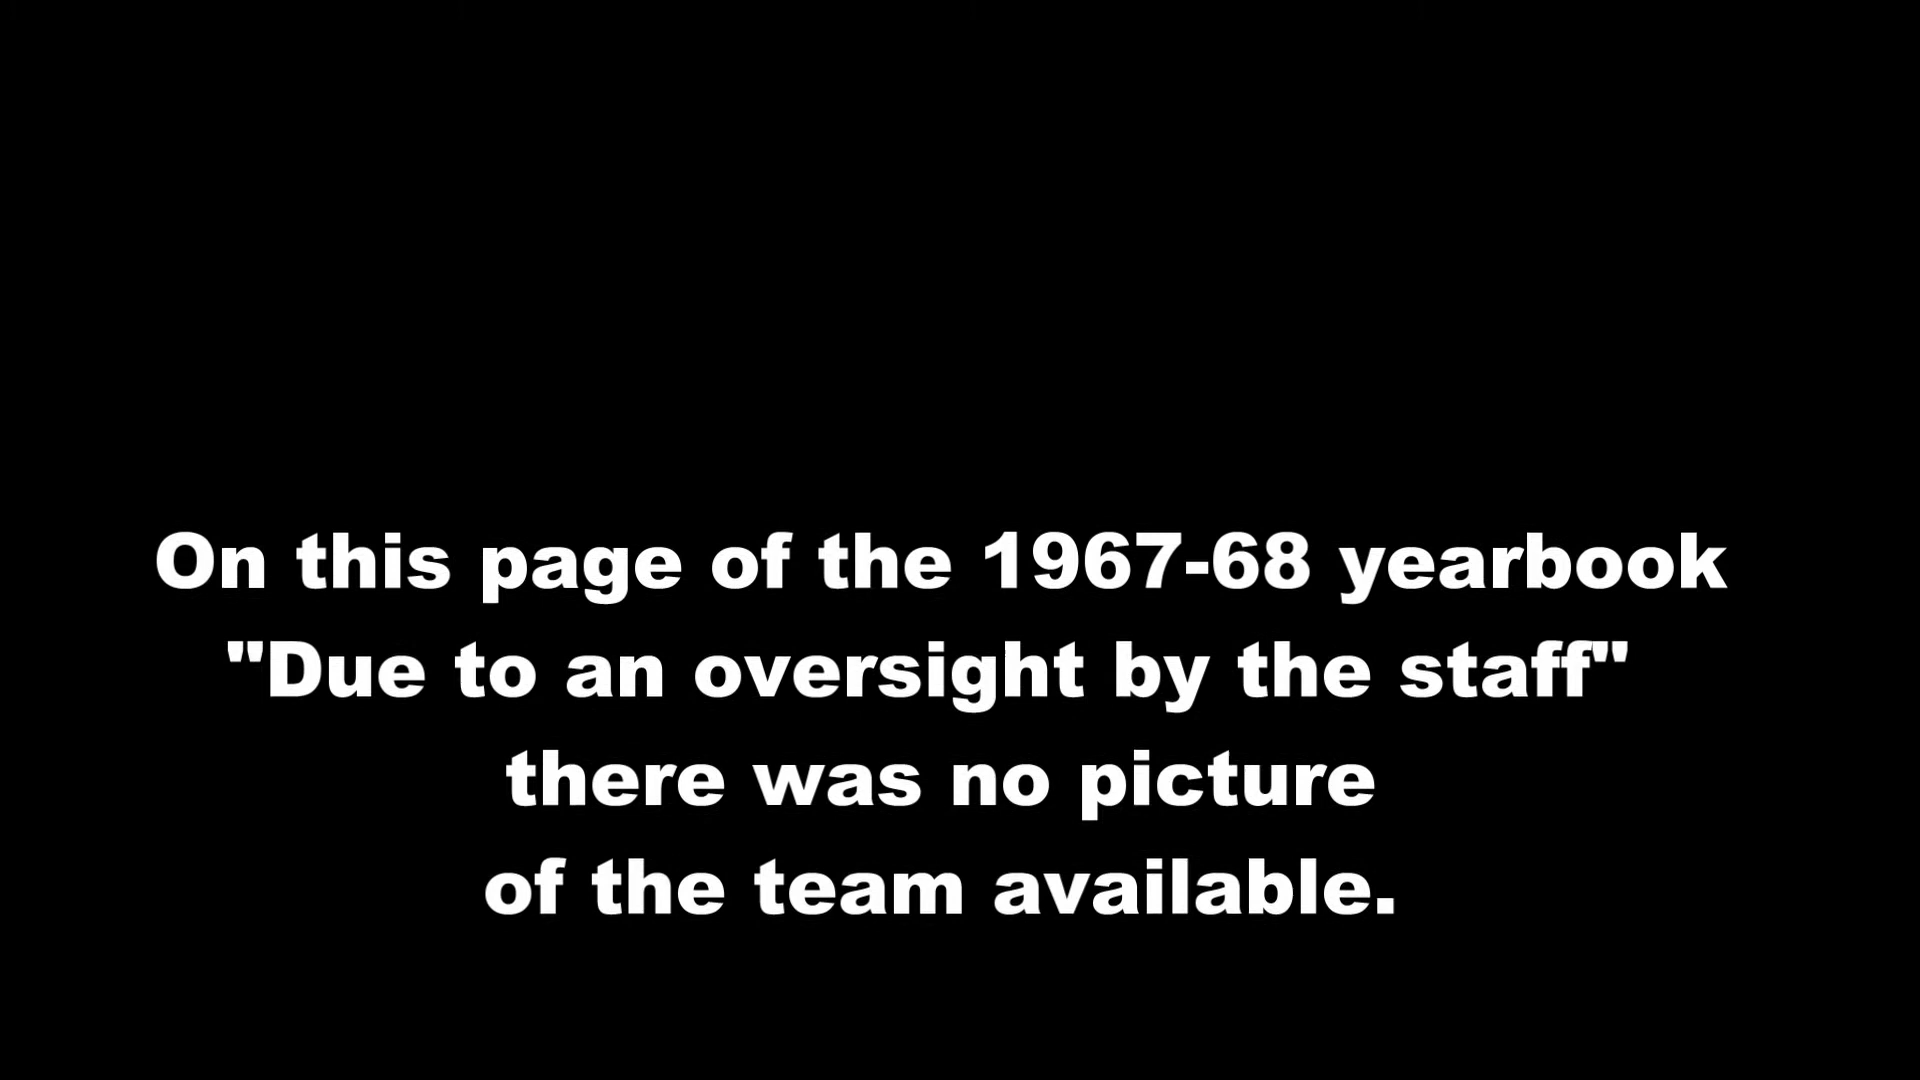 On this page of the 1967-68 yearbook
"Due to an oversight by the staff"
there was no picture
of the team available.